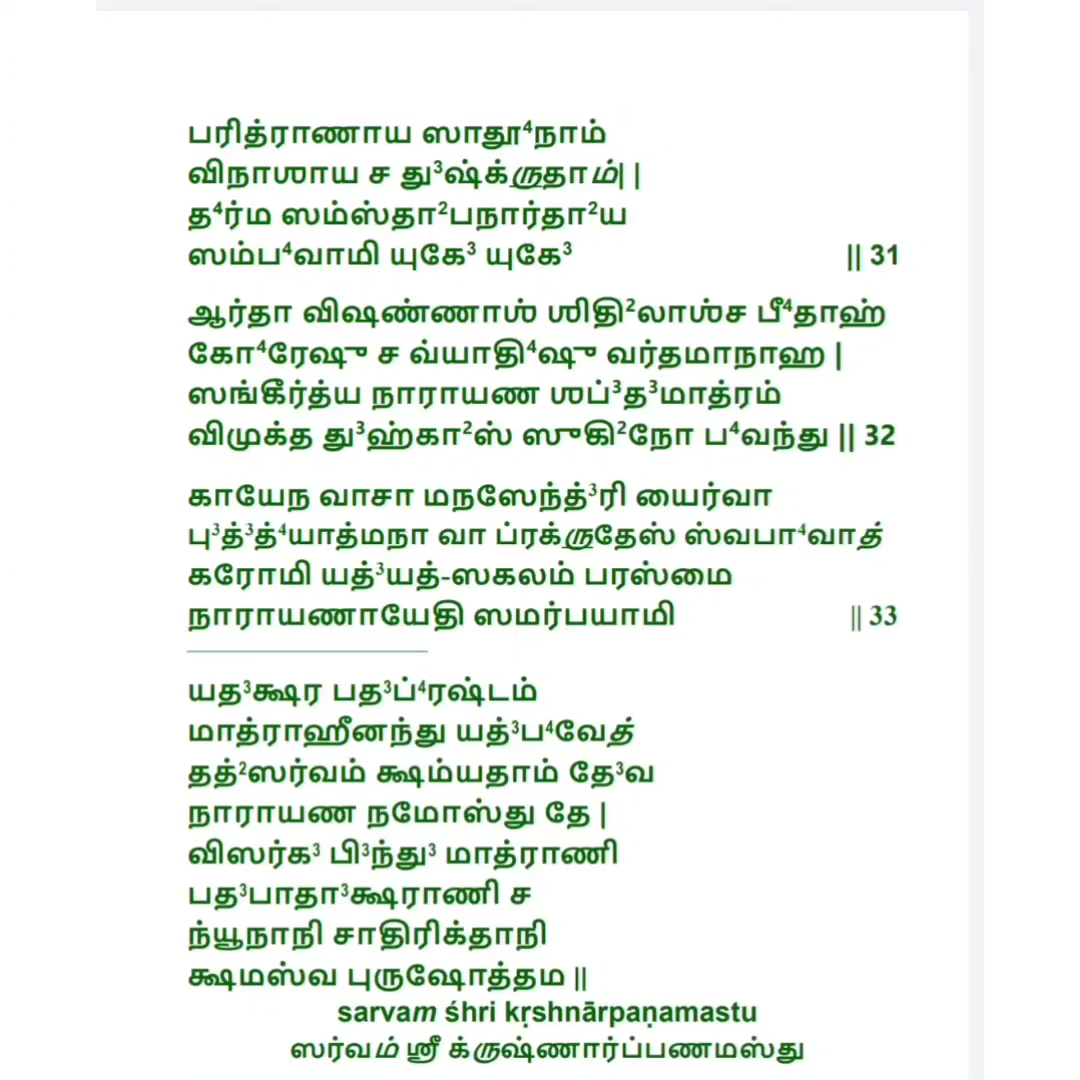 பரித்ராணாய ஸாதூ⁴நாம்
விநாஶாய ச து³ஷ்க்ருதாம்||
த⁴ர்ம ஸம்ஸ்தா²பநார்தா²ய
ஸம்ப⁴வாமி யுகே³ யுகே³ || 31
ஆர்தா விஷண்ணாஶ் ஶிதி²லாஶ்ச பீ⁴தாஹ்
கோ⁴ரேஷு ச வ்யாதி⁴ஷு வர்தமாநாஹ |
ஸங்கீர்த்ய நாராயண ஶப்³த³மாத்ரம்
விமுக்த து³ஹ்கா²ஸ் ஸுகி²நோ ப⁴வந்து || 32
காயேந வாசா மநஸேந்த்³ரி யைர்வா
பு³த்³த்⁴யாத்மநா வா ப்ரக்ருதேஸ் ஸ்வபா⁴வாத்
கரோமி யத்³யத்-ஸகலம் பரஸ்மை
நாராயணாயேதி ஸமர்பயாமி || 33
யத³க்ஷர பத³ப்⁴ரஷ்டம்
மாத்ராஹீனந்து யத்³ப⁴வேத்
தத்²ஸர்வம் க்ஷம்யதாம் தே³வ
நாராயண நமோஸ்து தே |
விஸர்க³ பி³ந்து³ மாத்ராணி
பத³பாதா³க்ஷராணி ச
ந்யூநாநி சாதிரிக்தாநி
க்ஷமஸ்வ புருஷோத்தம ||
sarvam śhri kṛshnārpaṇamastu
ஸர்வம் ஸ்ரீ க்ருஷ்ணார்ப்பணமஸ்து